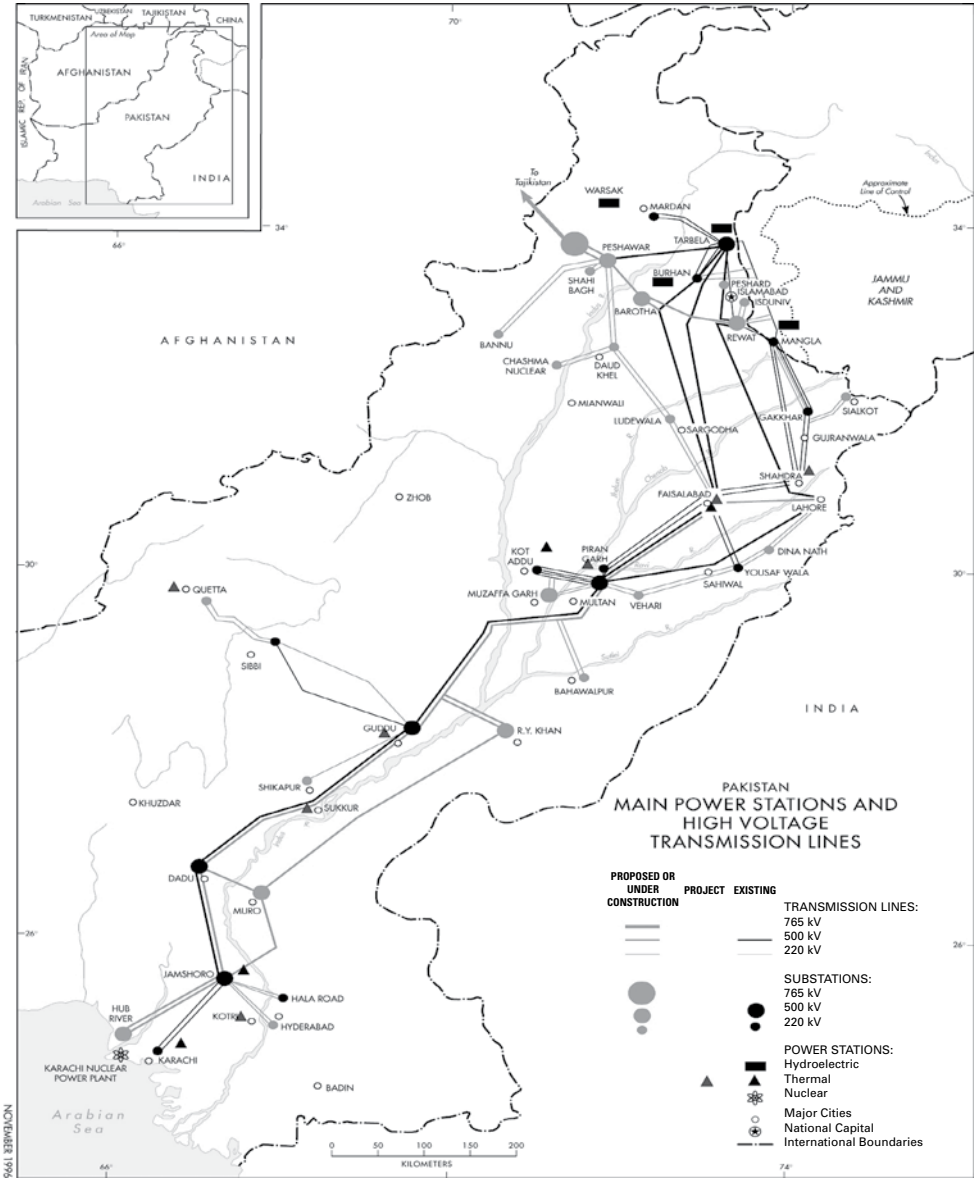 TURKMENISTAN
UZBEKISTAN
TAJIKISTAN
CHINA
Area of Map
AFGHANISTAN
ISLAMIC REP. OF IRAN
PAKISTAN
INDIA
Arabian Sea
66°
70°
34°
34°
To
Tajikistan
WARSAK
MARDAN
TARBELA
Approximate
Line of Control
Indus
PESHAWAR
SHAHI
BAGH
BURHAN
PESHARD
ISLAMABAD
ISDUNIV
JAMMU
AND
KASHMIR
BAROTHA
REWAT
MANGLA
AFGHANISTAN
BANNU
CHASHMA
NUCLEAR
DAUD
KHEL
MIANWALI
LUDEWALA
SARGODHA
GAKKHAR
SIALKOT
GUJRANWALA
SHAHDRA
LAHORE
FAISALABAD
ZHOB
Chenab
30°
30°
KOT
ADDU
PIRAN
GARH
DINA NATH
YOUSAF WALA
SAHIWAL
VEHARI
MULTAN
MUZAFFA GARH
QUETTA
SIBBI
BAHAWALPUR
INDIA
GUDDU
R.Y. KHAN
SHIKAPUR
SUKKUR
KHUZDAR
DADU
MURO
26°
26°
JAMSHORO
HALA ROAD
HUB
RIVER
KOTRI
HYDERABAD
KARACHI
KARACHI NUCLEAR
POWER PLANT
BADIN
Arabian
Sea
PAKISTAN
MAIN POWER STATIONS AND
HIGH VOLTAGE
TRANSMISSION LINES
PROPOSED OR
UNDER
CONSTRUCTION
PROJECT
EXISTING
TRANSMISSION LINES:
765 kV
500 kV
220 kV
SUBSTATIONS:
765 kV
500 kV
220 kV
POWER STATIONS:
Hydroelectric
Thermal
Nuclear
Major Cities
National Capital
International Boundaries
0 50 100 150 200
KILOMETERS
66°
74°
NOVEMBER 1996